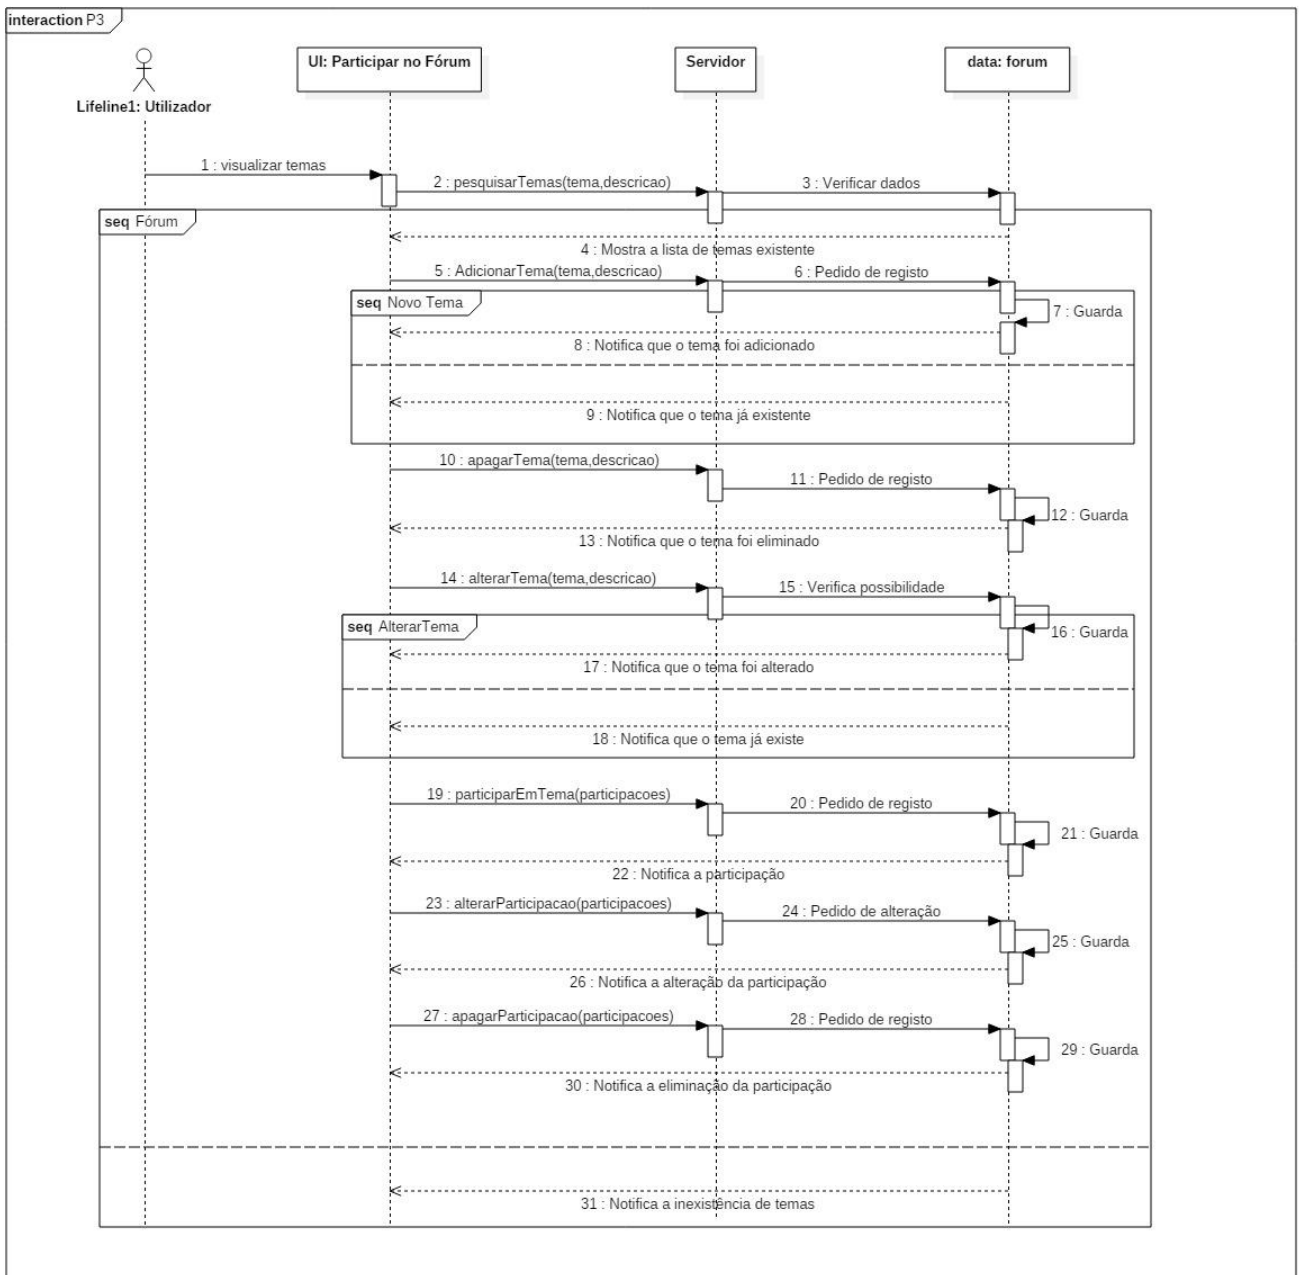 interaction P3
UI: Participar no Fórum
Servidor
data: forum
Lifeline1: Utilizador
1 : visualizar temas
2 : pesquisarTemas(tema,descricao)
3 : Verificar dados
seq Fórum
4 : Mostra a lista de temas existente
5 : AdicionarTema(tema,descricao)
6 : Pedido de registo
seq Novo Tema
7 : Guarda
8 : Notifica que o tema foi adicionado
9 : Notifica que o tema já existente
10 : apagarTema(tema,descricao)
11 : Pedido de registo
12 : Guarda
13 : Notifica que o tema foi eliminado
14 : alterarTema(tema,descricao)
15 : Verifica possibilidade
seq AlterarTema
16 : Guarda
17 : Notifica que o tema foi alterado
18 : Notifica que o tema já existe
19 : participarEmTema(participacoes)
20 : Pedido de registo
21 : Guarda
22 : Notifica a participação
23 : alterarParticipacao(participacoes)
24 : Pedido de alteração
25 : Guarda
26 : Notifica a alteração da participação
27 : apagarParticipacao(participacoes)
28 : Pedido de registo
29 : Guarda
30 : Notifica a eliminação da participação
31 : Notifica a inexistência de temas